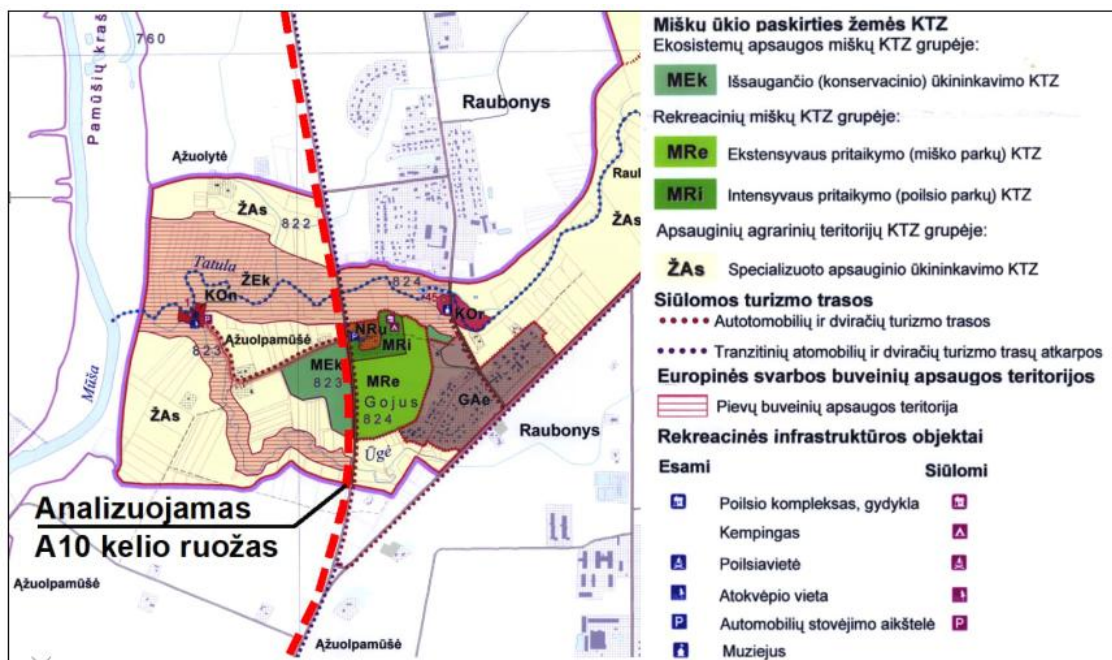 760
Pamūšių kraš
Raubonys
Ąžuolytė
ŽAs
822
Raul
ŽAs
Tatula
ŽEk
824
KOn
KOr
NRu
MRi
Ąžuolpamūšė
823
MEk
823
MRe
Gojus
824
GAe
Mūša
ŽAs
Ūgė
Raubonys
Analizuojamas
A10 kelio ruožas
Ąžuolpamūšė
Ąžuolpamūšė
Miškų ūkio paskirties žemės KTZ
Ekosistemų apsaugos miškų KTZ grupėje:
MEk Išsaugančio (konservacinio) ūkininkavimo KTZ
Rekreacinių miškų KTZ grupėje:
MRe Ekstensyvaus pritaikymo (miško parkų) KTZ
MRi Intensyvaus pritaikymo (poilsio parkų) KTZ
Apsauginių agrarinių teritorijų KTZ grupėje:
ŽAs Specializuoto apsauginio ūkininkavimo KTZ
Siūlomos turizmo trasos
Autotomobilių ir dviračių turizmo trasos
Tranzitinių atomobilių ir dviračių turizmo trasų atkarpos
Europinės svarbos buveinių apsaugos teritorijos
Pievų buveinių apsaugos teritorija
Rekreacinės infrastruktūros objektai
Esami Siūlomi
Poilsio kompleksas, gydykla
Kempingas
Poilsiavietė
Atokvėpio vieta
P Automobilių stovėjimo aikštelė P
Muziejus